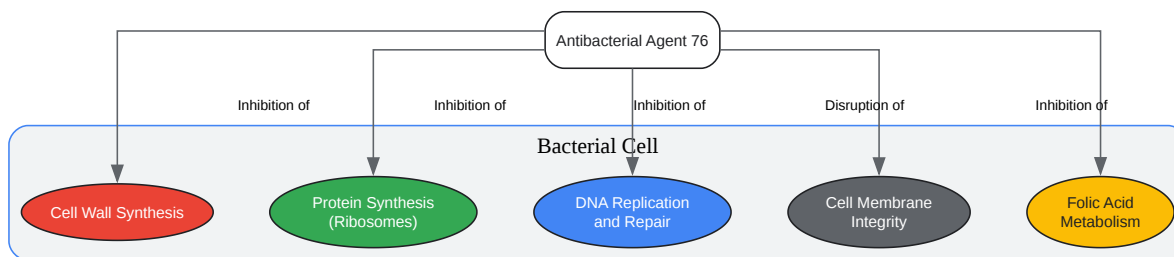 Antibacterial Agent 76
Inhibition of
Inhibition of
Inhibition of
Disruption of
Inhibition of
Bacterial Cell
Cell Wall Synthesis
Protein Synthesis
(Ribosomes)
DNA Replication
and Repair
Cell Membrane
Integrity
Folic Acid
Metabolism